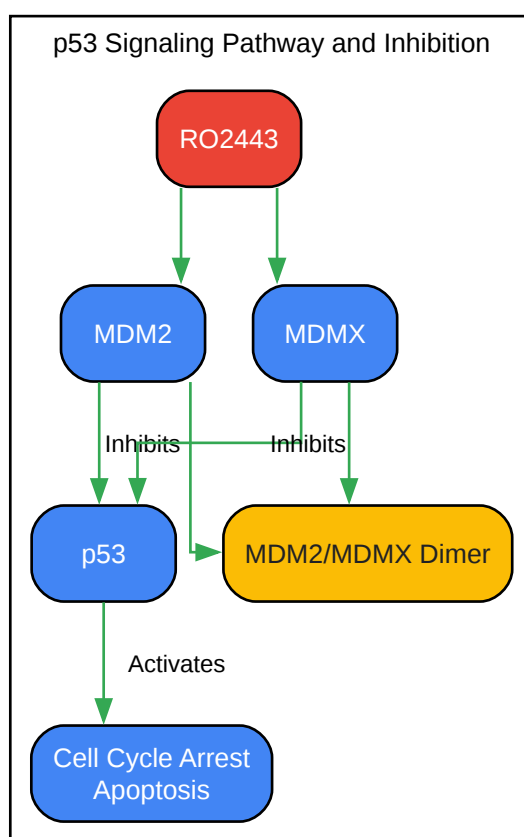 p53 Signaling Pathway and Inhibition
RO2443
MDM2
MDMX
Inhibits
Inhibits
p53
MDM2/MDMX Dimer
Activates
Cell Cycle Arrest
Apoptosis